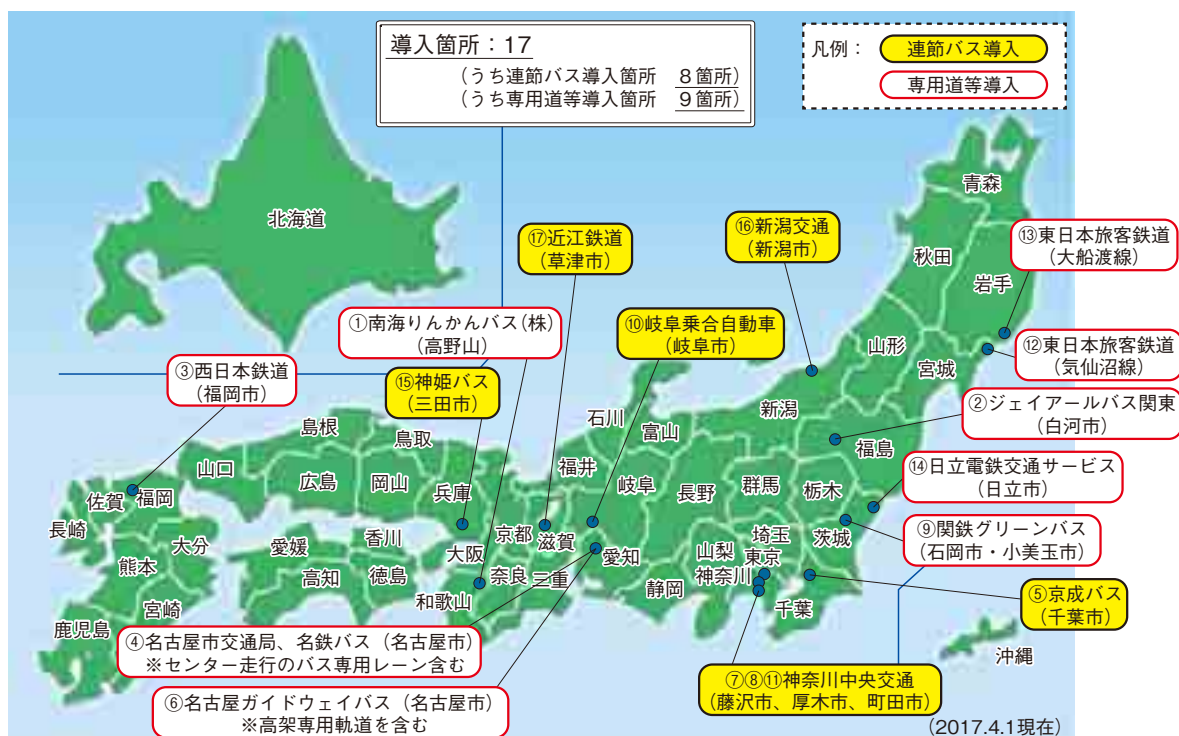 導入箇所：17
(うち連節バス導入箇所　8箇所)
(うち専用道等導入箇所　9箇所)
凡例：
連節バス導入
専用道等導入
北海道
青森
秋田
岩手
山形
宮城
新潟
福島
⑰近江鉄道
(草津市)
⑯新潟交通
(新潟市)
⑬東日本旅客鉄道
(大船渡線)
①南海りんかんバス(株)
(高野山)
⑩岐阜乗合自動車
(岐阜市)
⑫東日本旅客鉄道
(気仙沼線)
③西日本鉄道
(福岡市)
⑮神姫バス
(三田市)
②ジェイアールバス関東
(白河市)
⑭日立電鉄交通サービス
(日立市)
⑨関鉄グリーンバス
(石岡市・小美玉市)
⑤京成バス
(千葉市)
石川
富山
島根
鳥取
福井
岐阜
長野
群馬
栃木
山口
広島
岡山
兵庫
佐賀
福岡
長崎
京都
滋賀
埼玉
茨城
大分
愛媛
香川
大阪
愛知
山梨
東京
熊本
高知
徳島
奈良
三重
静岡
神奈川
千葉
宮崎
和歌山
鹿児島
沖縄
④名古屋市交通局、名鉄バス（名古屋市）
※センター走行のバス専用レーン含む
⑥名古屋ガイドウェイバス（名古屋市）
※高架専用軌道を含む
⑦⑧⑪神奈川中央交通
(藤沢市、厚木市、町田市)
(2017.4.1現在)